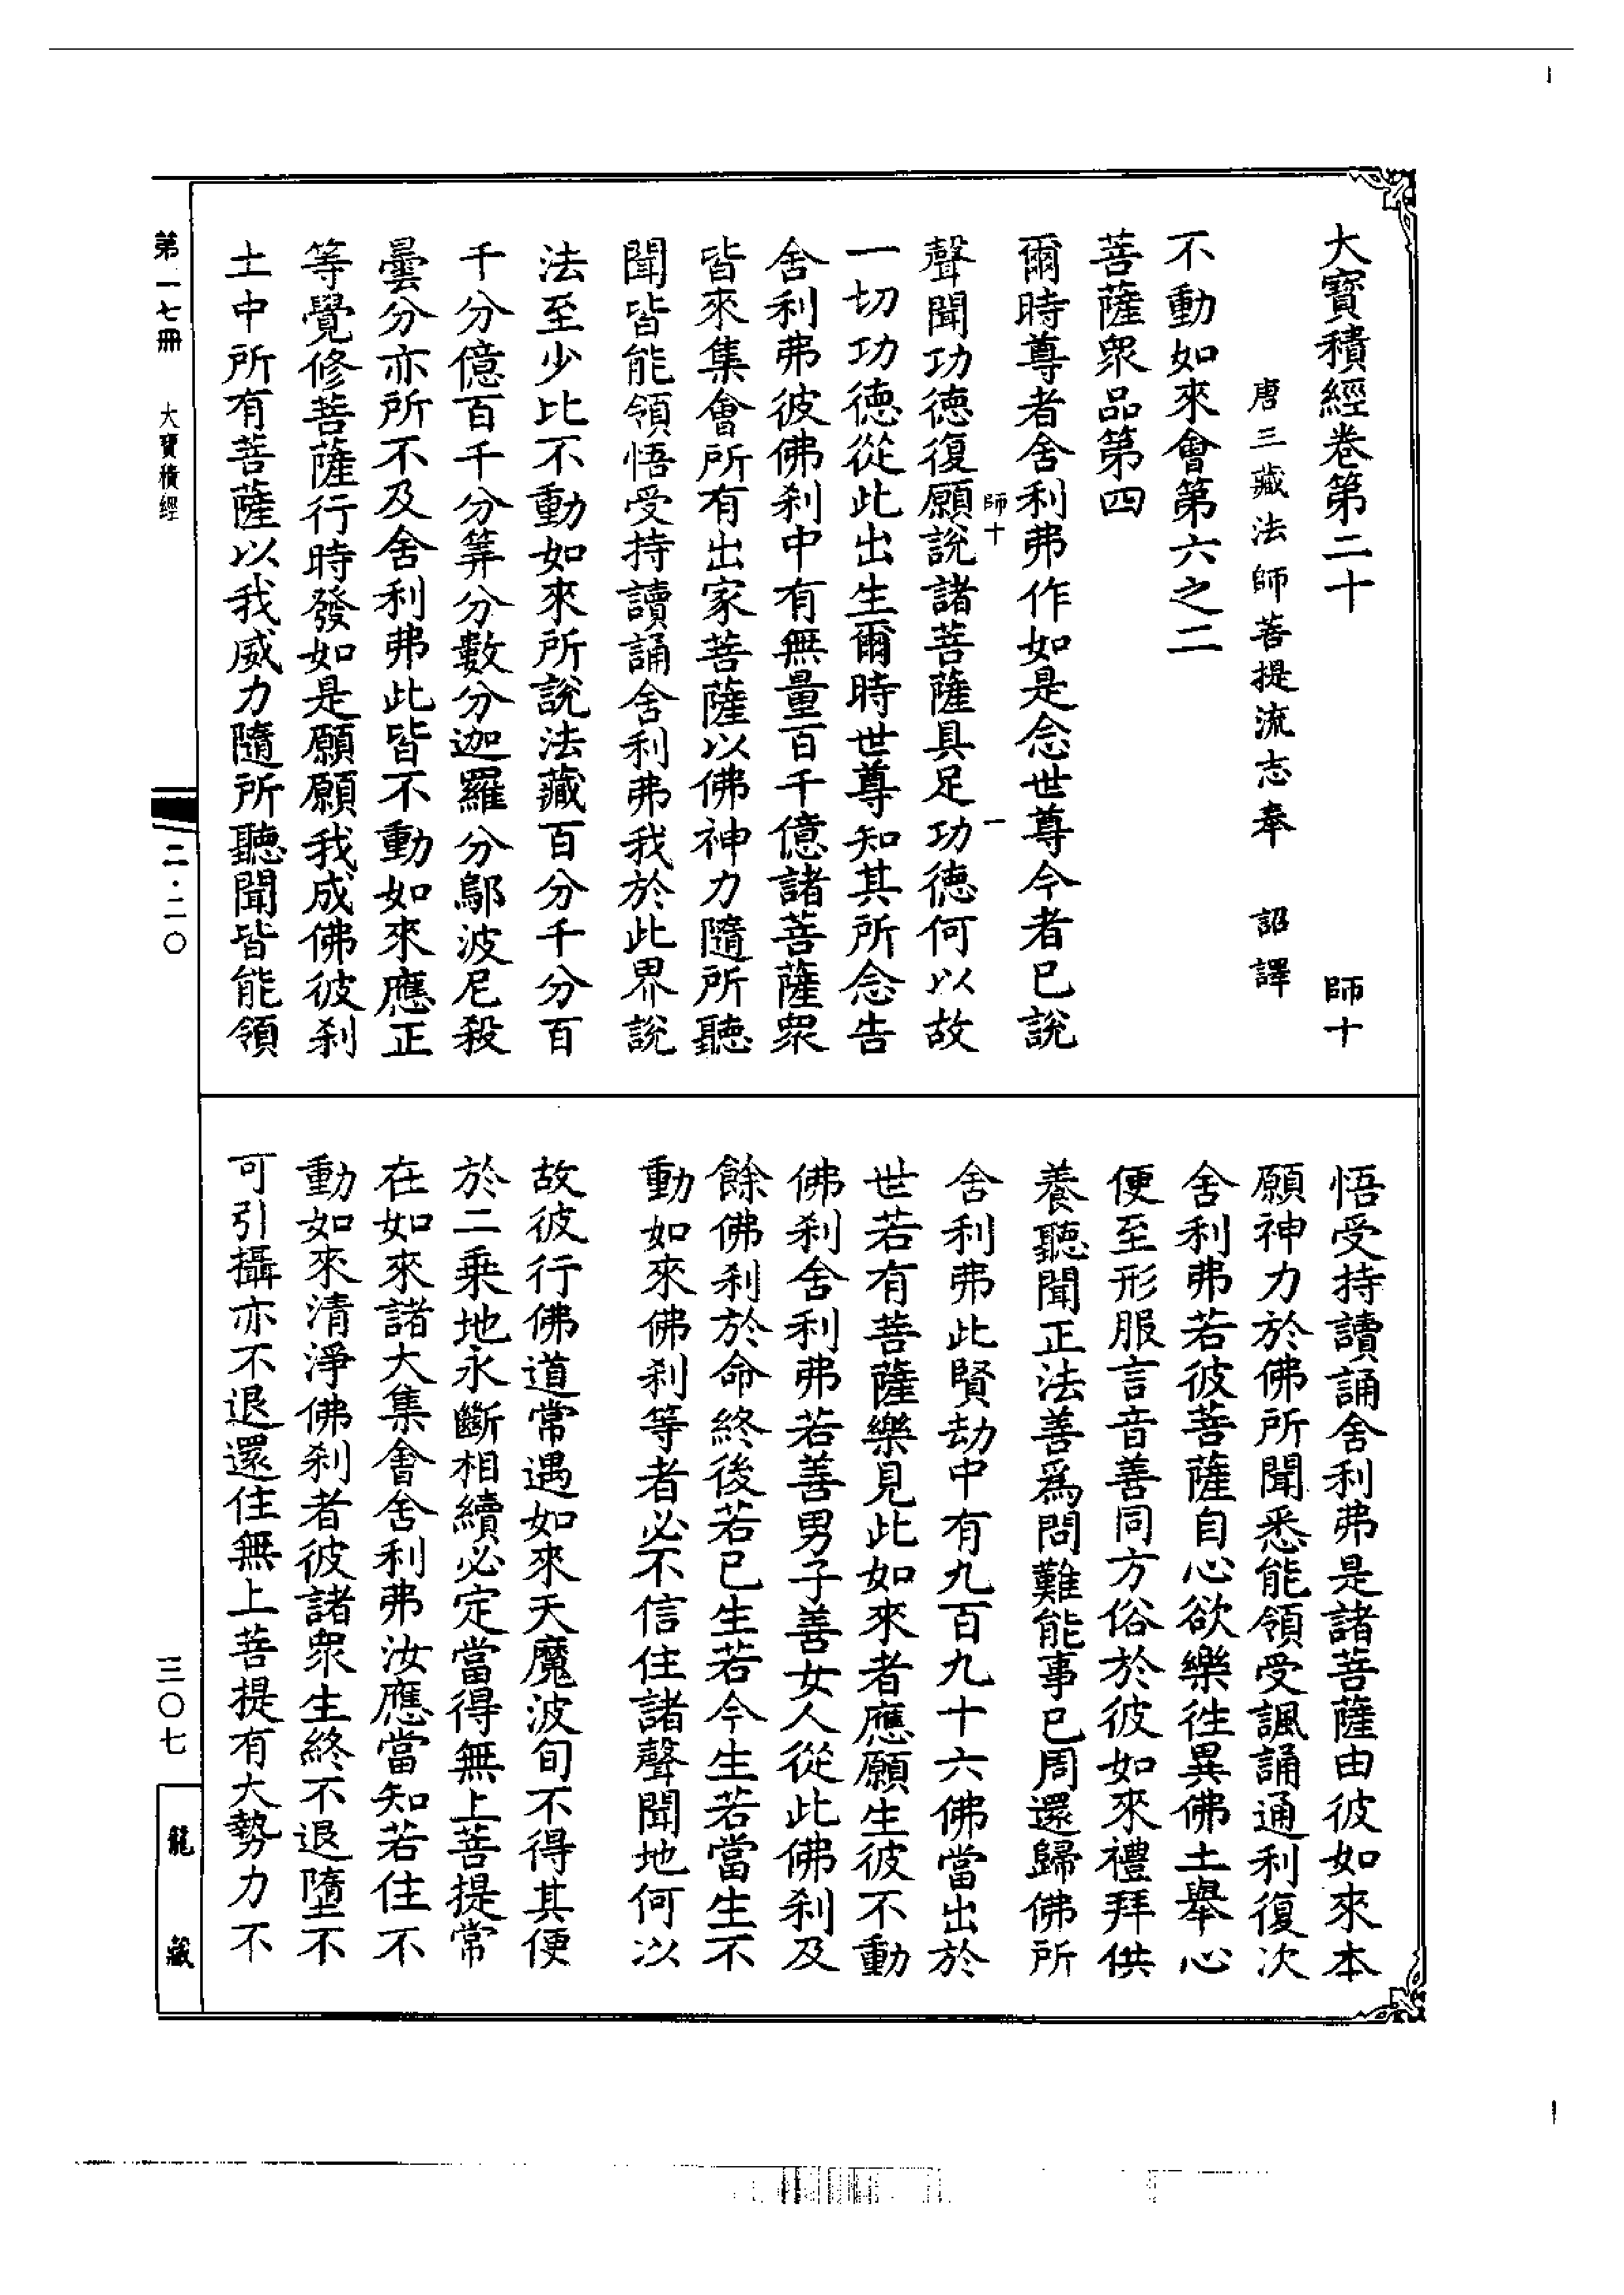 大寶積經卷第二十 師十
唐三藏法師菩提流志奉 詔譯
不動如來會第六之二
菩薩眾品第四
爾時尊者舍利弗作如是念世尊今者已說
師十 一
聲聞功德復願說諸菩薩具足功德何以故
一切功德從此出生爾時世尊知其所念告
舍利弗彼佛剎中有無量百千億諸菩薩眾
皆來集會所有出家菩薩以佛神力隨所聽
聞皆能領悟受持讀誦舍利弗我於此界說
法至少比不動如來所說法藏百分千分百
千分億百千分筭分數分迦羅分鄔波尼殺
曇分亦所不及舍利弗此皆不動如來應正
等覺修菩薩行時發如是願願我成佛彼剎
土中所有菩薩以我威力隨所聽聞皆能領
悟受持讀誦舍利弗是諸菩薩由彼如來本
願神力於佛所聞悉能領受諷誦通利復次
舍利弗若彼菩薩自心欲樂往異佛土舉心
便至形服言音善同方俗於彼如來禮拜供
養聽聞正法善為問難能事已周還歸佛所
舍利弗此賢劫中有九百九十六佛當出於
世若有菩薩樂見此如來者應願生彼不動
佛剎舍利弗若善男子善女人從此佛剎及
餘佛剎於命終後若已生若今生若當生不
動如來佛剎等者必不信住諸聲聞地何以
故彼行佛道常遇如來天魔波旬不得其便
於二乘地永斷相續必定當得無上菩提常
在如來諸大集會舍利弗汝應當知若住不
動如來清淨佛剎者彼諸眾生終不退墮不
可引攝亦不退還住無上菩提有大勢力不
第一七冊 大寶積經 二·二〇 三〇七 龍藏